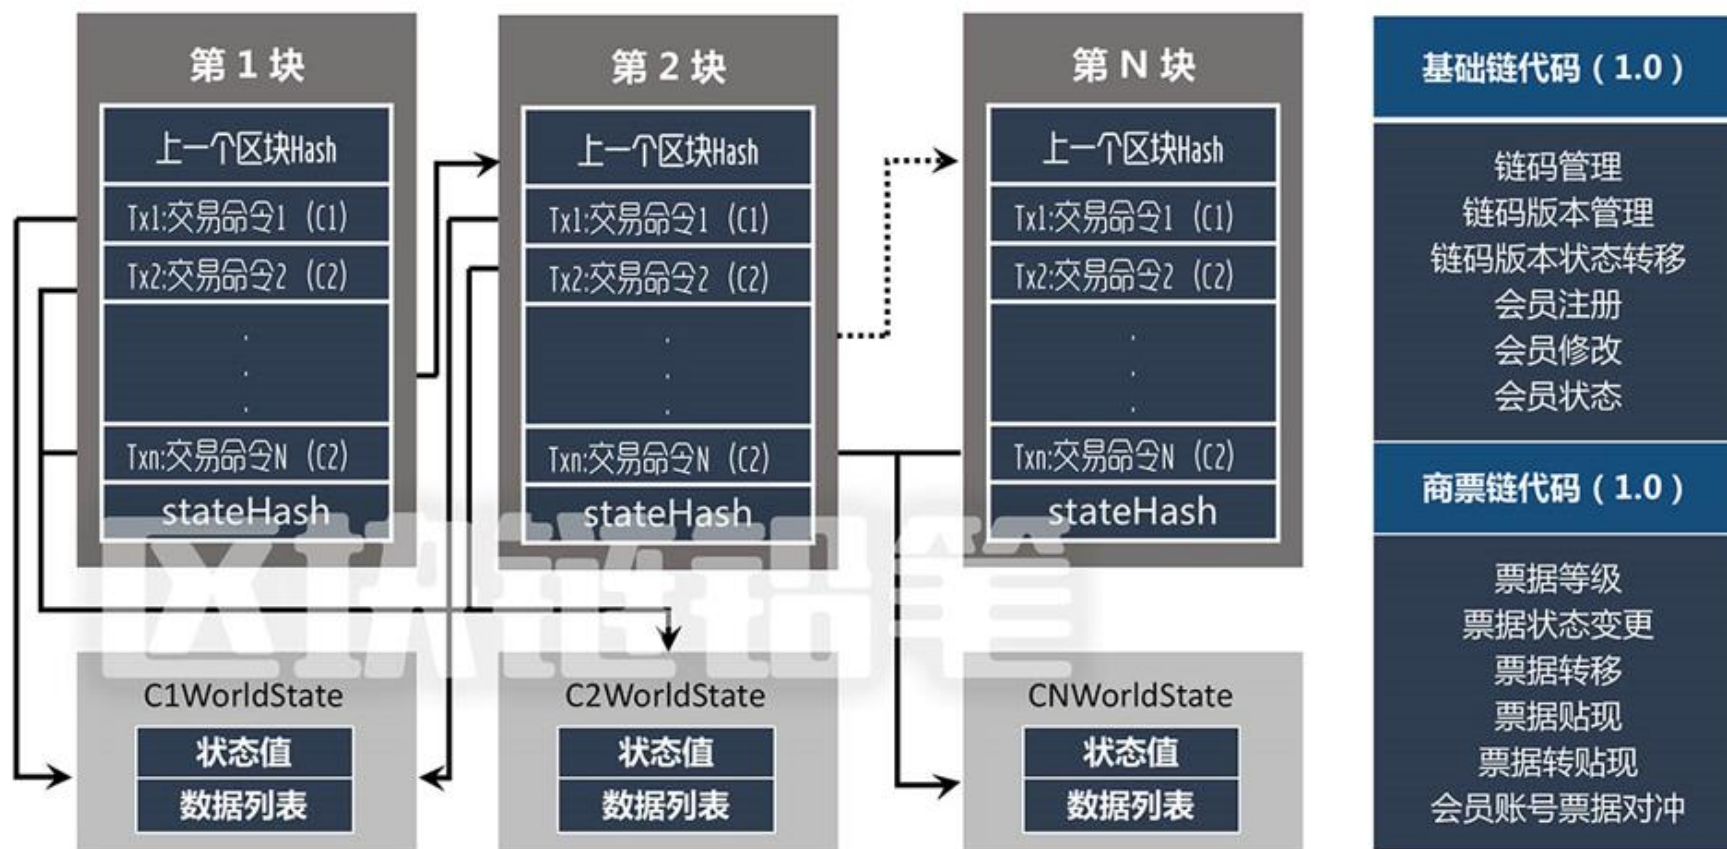 第 1 块
上一个区块Hash
Tx1:交易命令1 (C1)
Tx2:交易命令2 (C2)
Txn:交易命令N (C2)
stateHash
第 2 块
上一个区块Hash
Tx1:交易命令1 (C1)
Tx2:交易命令2 (C2)
Txn:交易命令N (C2)
stateHash
第 N 块
上一个区块Hash
Tx1:交易命令1 (C1)
Tx2:交易命令2 (C2)
Txn:交易命令N (C2)
stateHash
区块链铅笔
C1WorldState
状态值
数据列表
C2WorldState
状态值
数据列表
CNWorldState
状态值
数据列表
基础链代码 ( 1.0 )
链码管理
链码版本管理
链码版本状态转移
会员注册
会员修改
会员状态
商票链代码 ( 1.0 )
票据等级
票据状态变更
票据转移
票据贴现
票据转贴现
会员账号票据对冲